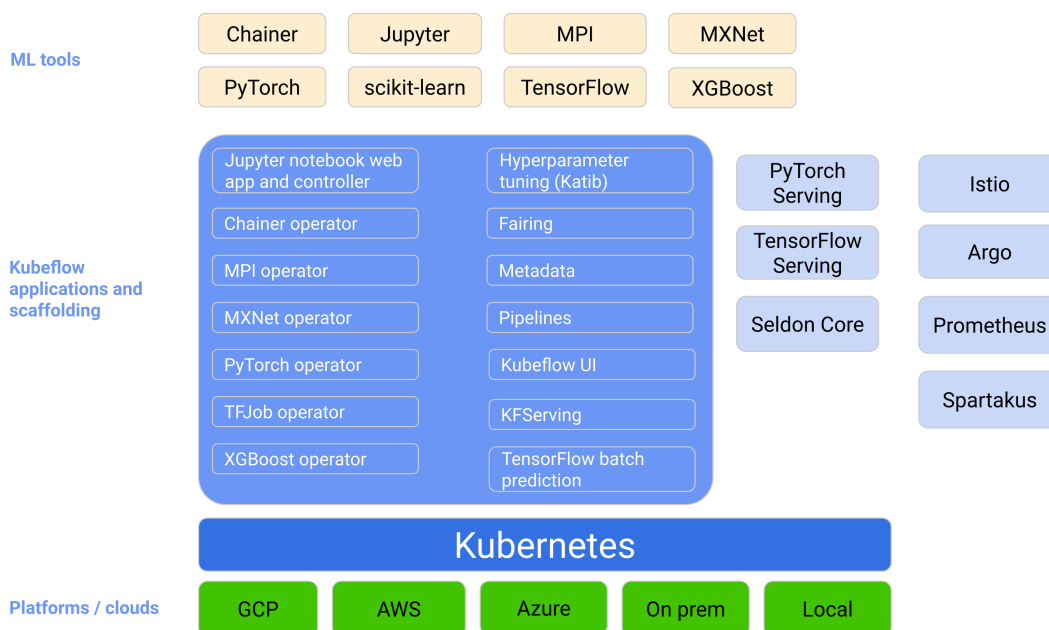 ML tools
Chainer
Jupyter
MPI
MXNet
PyTorch
scikit-learn
TensorFlow
XGBoost
Kubeflow
applications and
scaffolding
Jupyter notebook web
app and controller
Chainer operator
MPI operator
MXNet operator
PyTorch operator
TFJob operator
XGBoost operator
Hyperparameter
tuning (Katib)
Fairing
Metadata
Pipelines
Kubeflow UI
KFServing
TensorFlow batch
prediction
PyTorch
Serving
TensorFlow
Serving
Seldon Core
Istio
Argo
Prometheus
Spartakus
Kubernetes
Platforms / clouds
GCP
AWS
Azure
On prem
Local